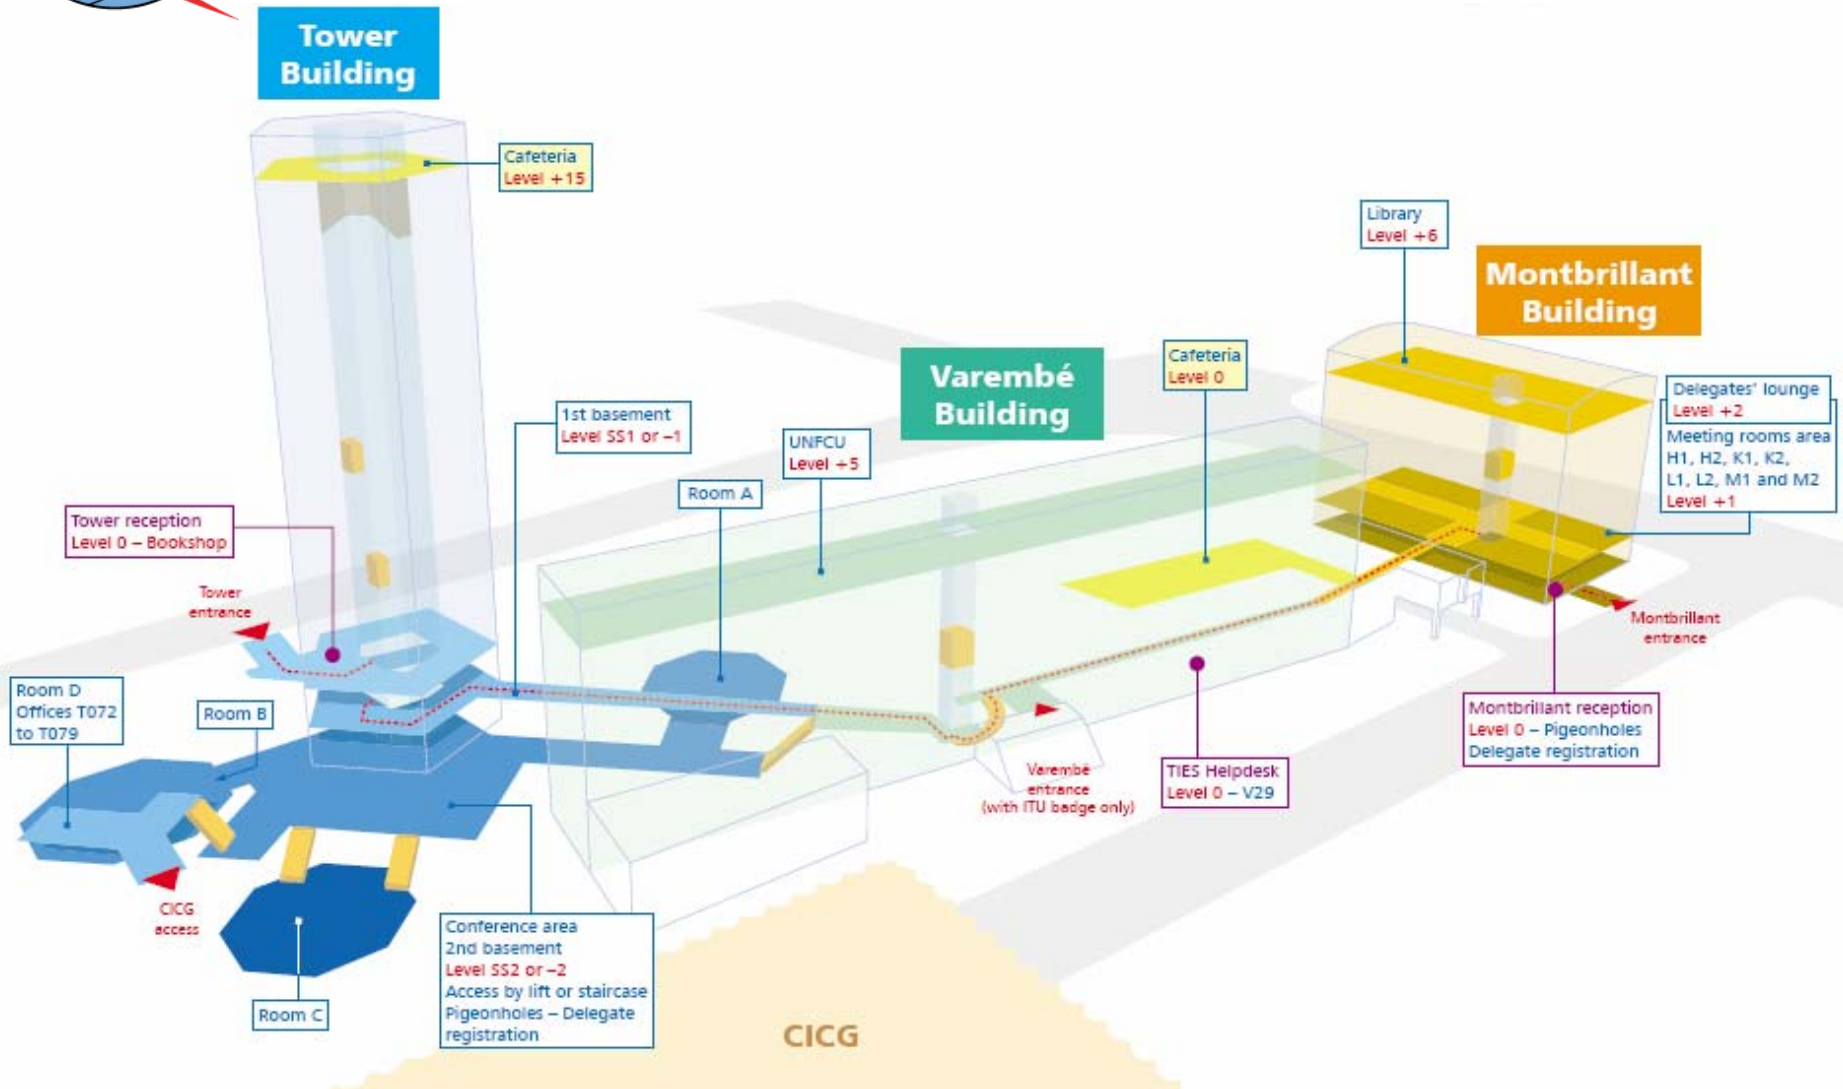 Tower
Building
Cafeteria
Level +15
Library
Level +6
Montbrillant
Building
Varembé
Building
Cafeteria
Level 0
Delegates' lounge
Level +2
Meeting rooms area
H1, H2, K1, K2,
L1, L2, M1 and M2
Level +1
1st basement
Level SS1 or –1
UNFCU
Level +5
Room A
Tower reception
Level 0 – Bookshop
Tower
entrance
Montbrillant
entrance
Room D
Offices T072
to T079
Room B
Montbrillant reception
Level 0 – Pigeonholes
Delegate registration
Varembé
entrance
(with ITU badge only)
TIES Helpdesk
Level 0 – V29
CICG
access
Conference area
2nd basement
Level SS2 or –2
Access by lift or staircase
Pigeonholes – Delegate
registration
Room C
CICG